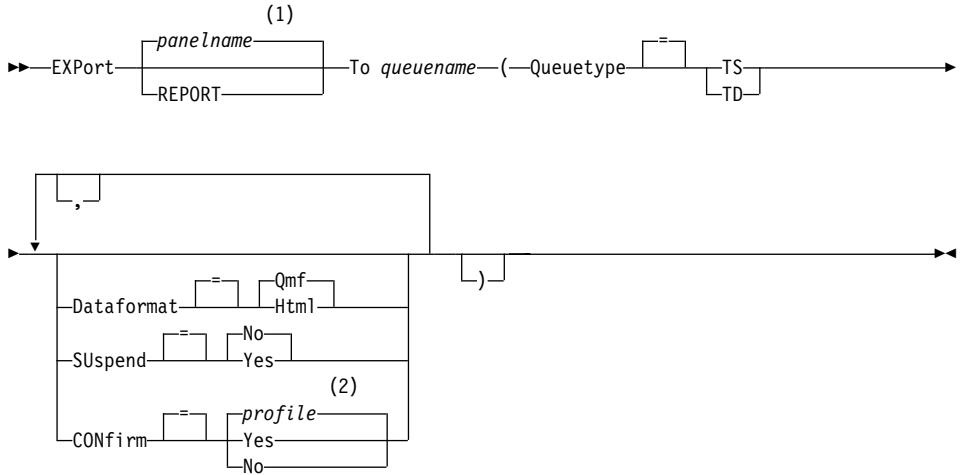 (1)
panelname
EXPort To queuename ( Queuetype = TS
REPORT TD
,
)
Dataformat = Qmf
Html
SUspend = No
Yes
(2)
CONfirm = profile
Yes
No